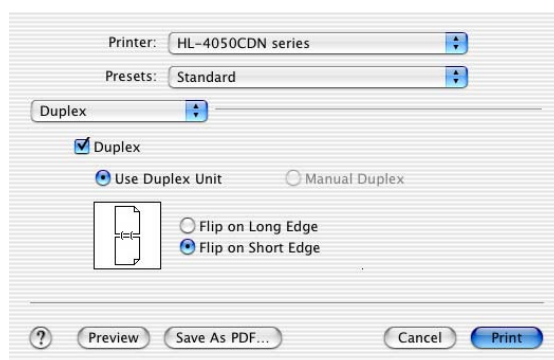 Printer: HL-4050CDN series
Presets: Standard
Duplex
Duplex
Use Duplex Unit Manual Duplex
Flip on Long Edge
Flip on Short Edge
? Preview Save As PDF... Cancel Print